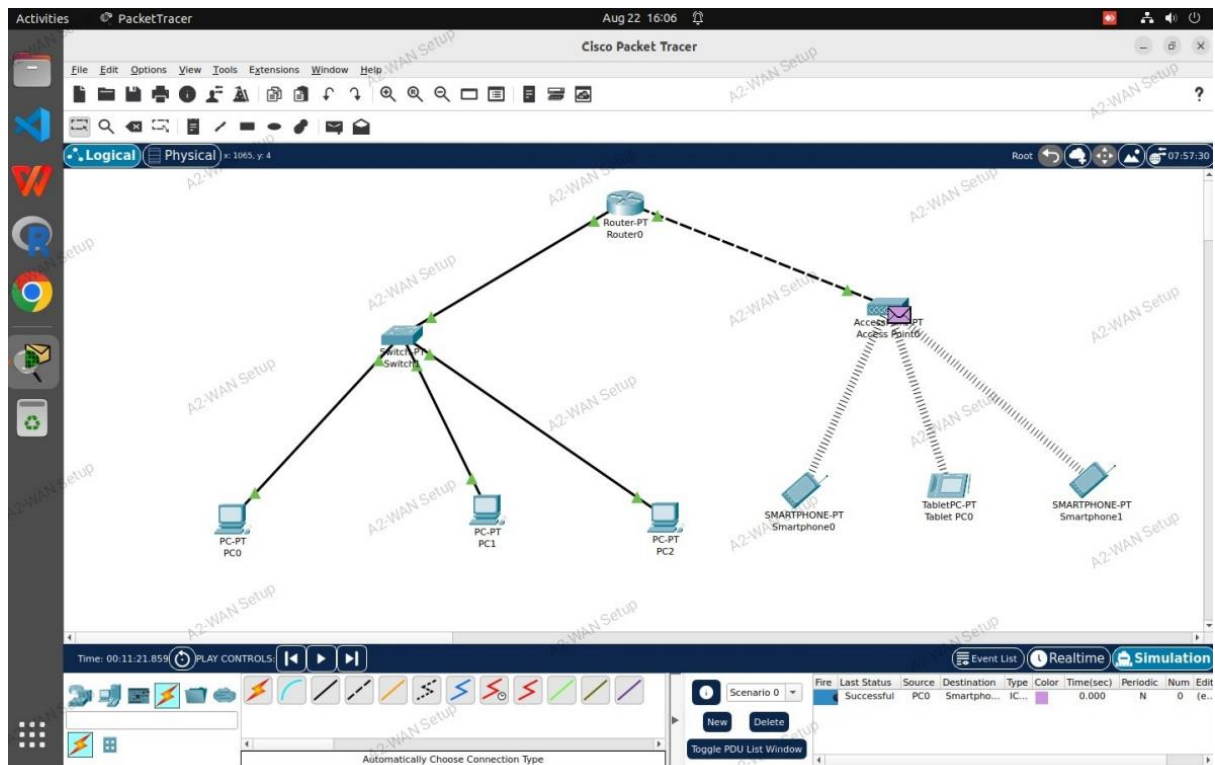 Activities PacketTracer Aug 22 16:06
Cisco Packet Tracer
File Edit Options View Tools Extensions Window Help
?
Logical Physical x: 1065, y: 4 Root 07:57:30
Router-PT
Router0
Access Point0
Switch-PT
Switch1
SMARTPHONE-PT
Smartphone0
TabletPC-PT
Tablet PC0
SMARTPHONE-PT
Smartphone1
PC-PT
PC0
PC-PT
PC1
PC-PT
PC2
A2-WAN Setup
Time: 00:11:21.859 PLAY CONTROLS: Event List Realtime Simulation
Scenario 0
New Delete
Toggle PDU List Window
Fire Last Status Source Destination Type Color Time(sec) Periodic Num Edit
Successful PC0 Smartpho... IC... 0.000 N 0 (e...
Automatically Choose Connection Type